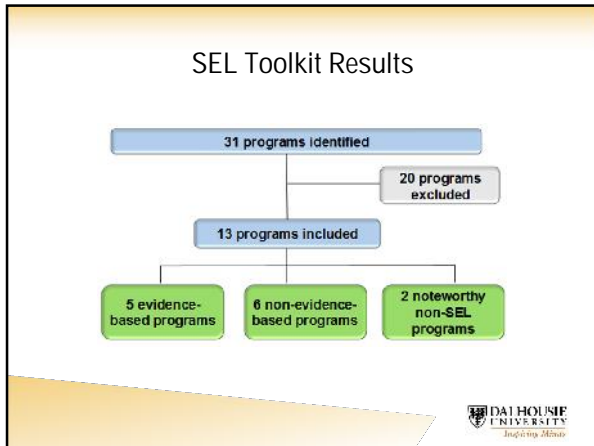 SEL Toolkit Results
31 programs identified
20 programs
excluded
13 programs included
5 evidence-
based programs
6 non-evidence-
based programs
2 noteworthy
non-SEL
programs
DALHOUSIE
UNIVERSITY
Inspiring Minds